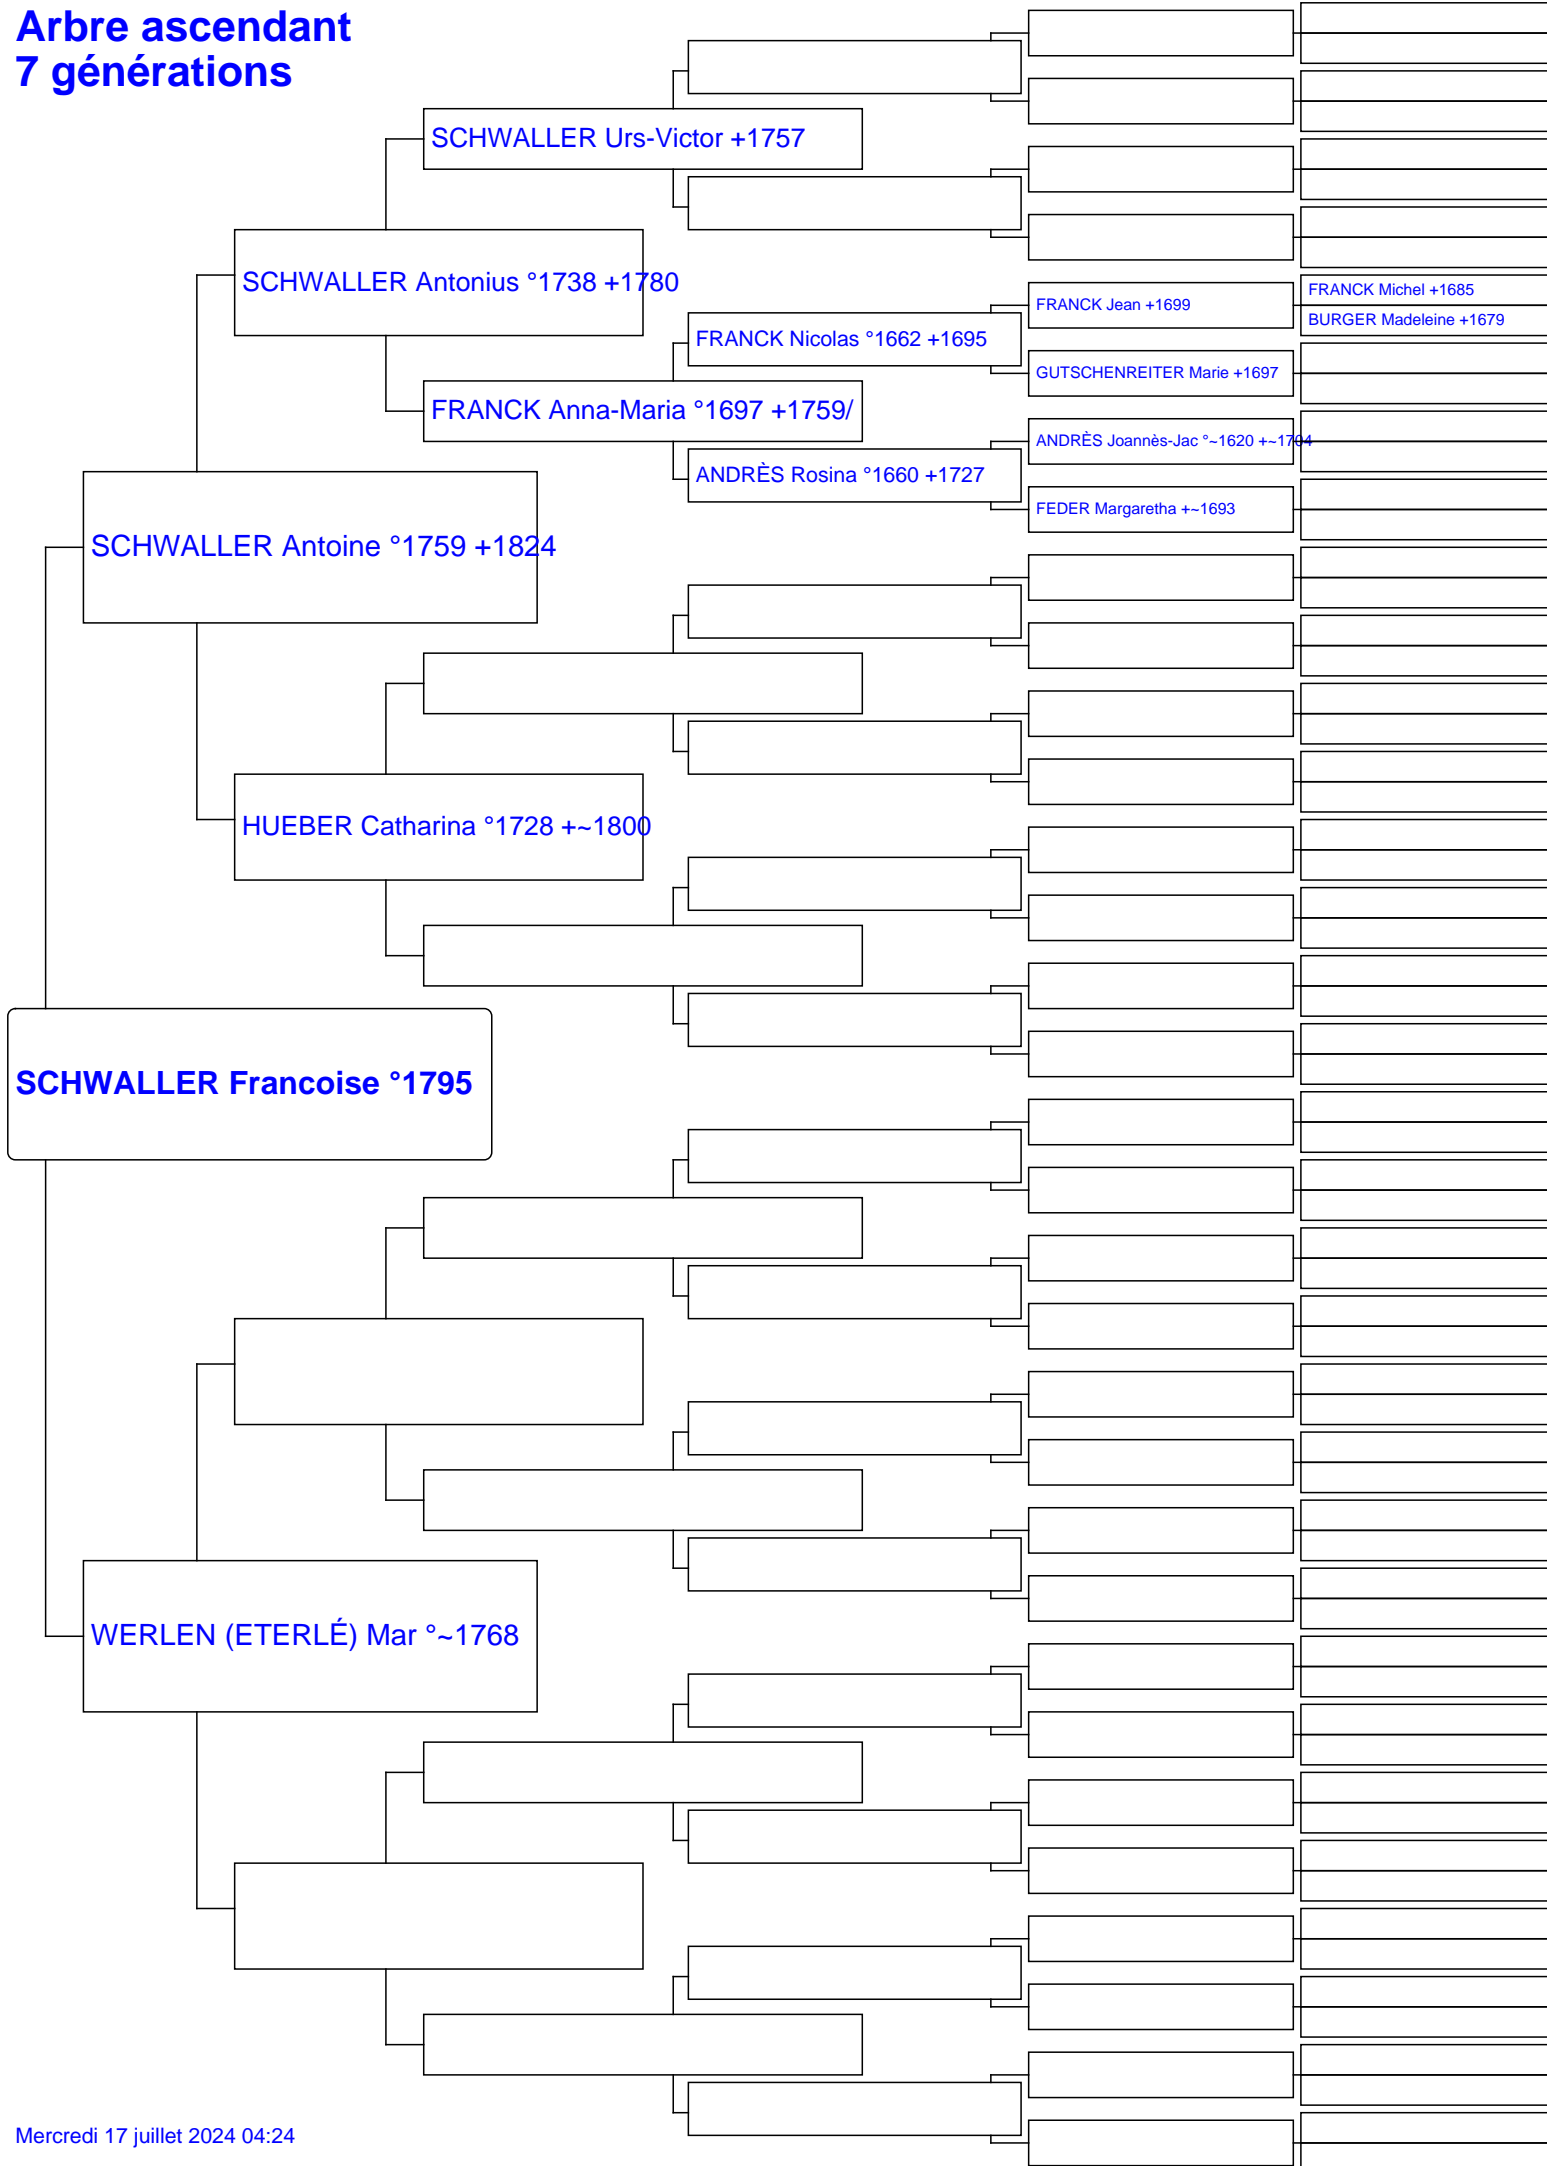 Arbre ascendant
7 générations
SCHWALLER Urs-Victor +1757
SCHWALLER Antonius °1738 +1780
FRANCK Michel +1685
FRANCK Jean +1699
BURGER Madeleine +1679
FRANCK Nicolas °1662 +1695
GUTSCHENREITER Marie +1697
FRANCK Anna-Maria °1697 +1759/
ANDRÈS Joannès-Jac °~1620 +~1704
ANDRÈS Rosina °1660 +1727
FEDER Margaretha +~1693
SCHWALLER Antoine °1759 +1824
HUEBER Catharina °1728 +~1800
SCHWALLER Francoise °1795
WERLEN (ETERLÉ) Mar °~1768
Mercredi 17 juillet 2024 04:24